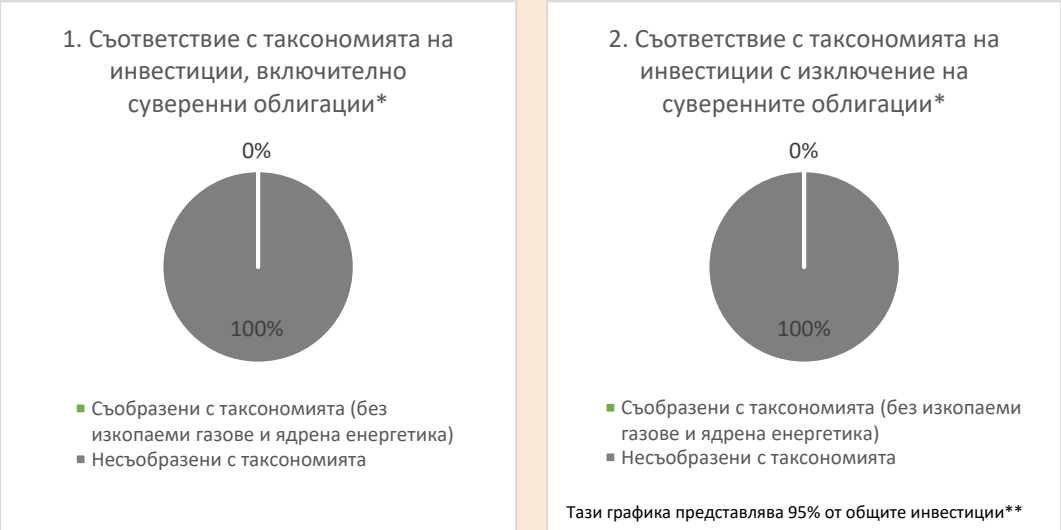 1. Съответствие с таксономията на
инвестиции, включително
суверенни облигации*
0%
100%
Съобразени с таксономията (без
изкопаеми газове и ядрена енергетика)
Несъобразени с таксономията
2. Съответствие с таксономията на
инвестиции с изключение на
суверенните облигации*
0%
100%
Съобразени с таксономията (без изкопаеми
газове и ядрена енергетика)
Несъобразени с таксономията
Тази графика представлява 95% от общите инвестиции**